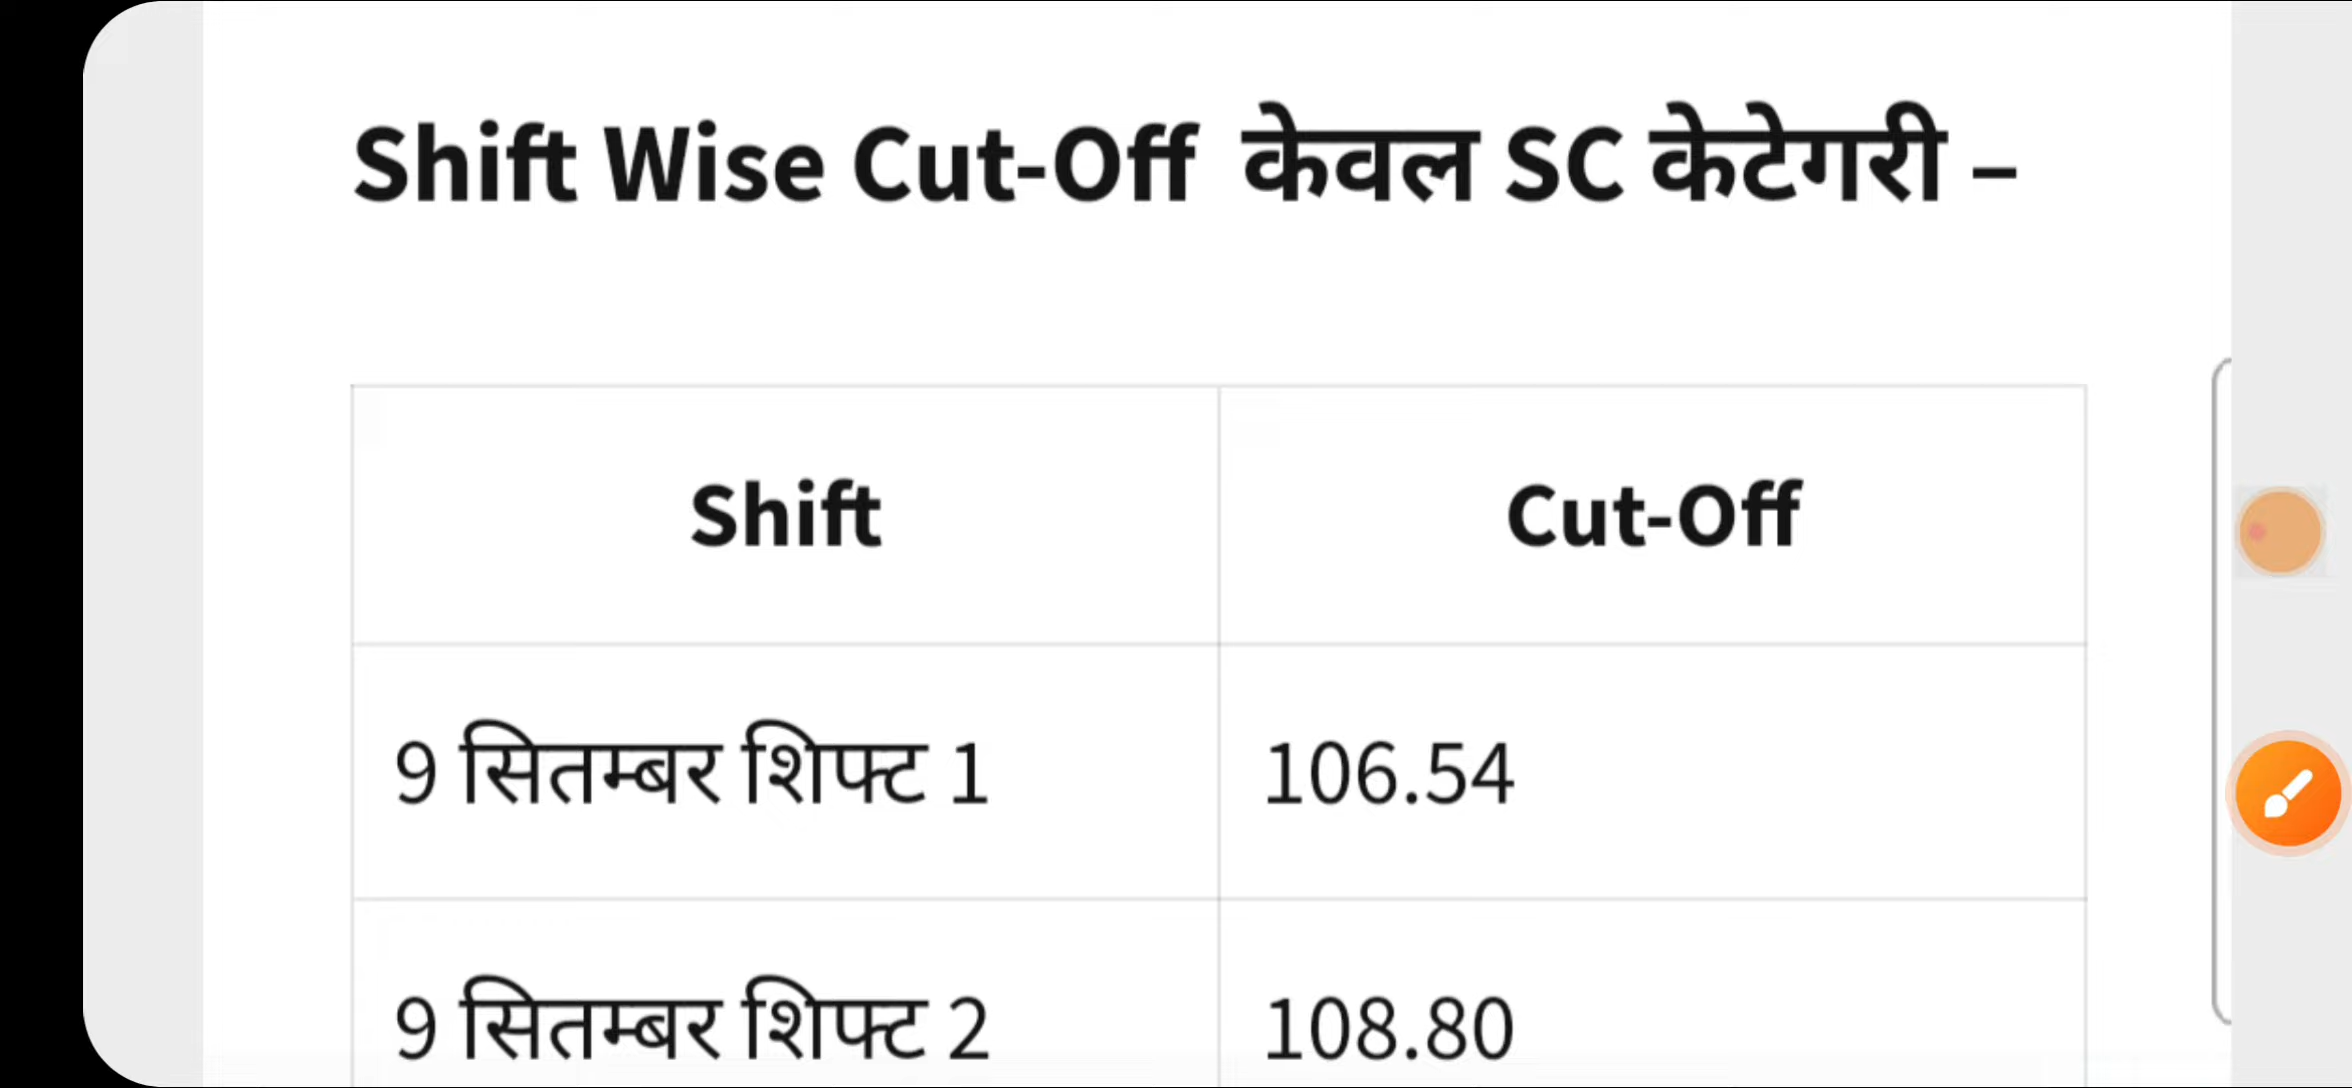 Shift Wise Cut-Off केवल SC केटेगरी –
Shift Cut-Off
9 सितम्बर शिफ्ट 1 106.54
9 सितम्बर शिफ्ट 2 108.80